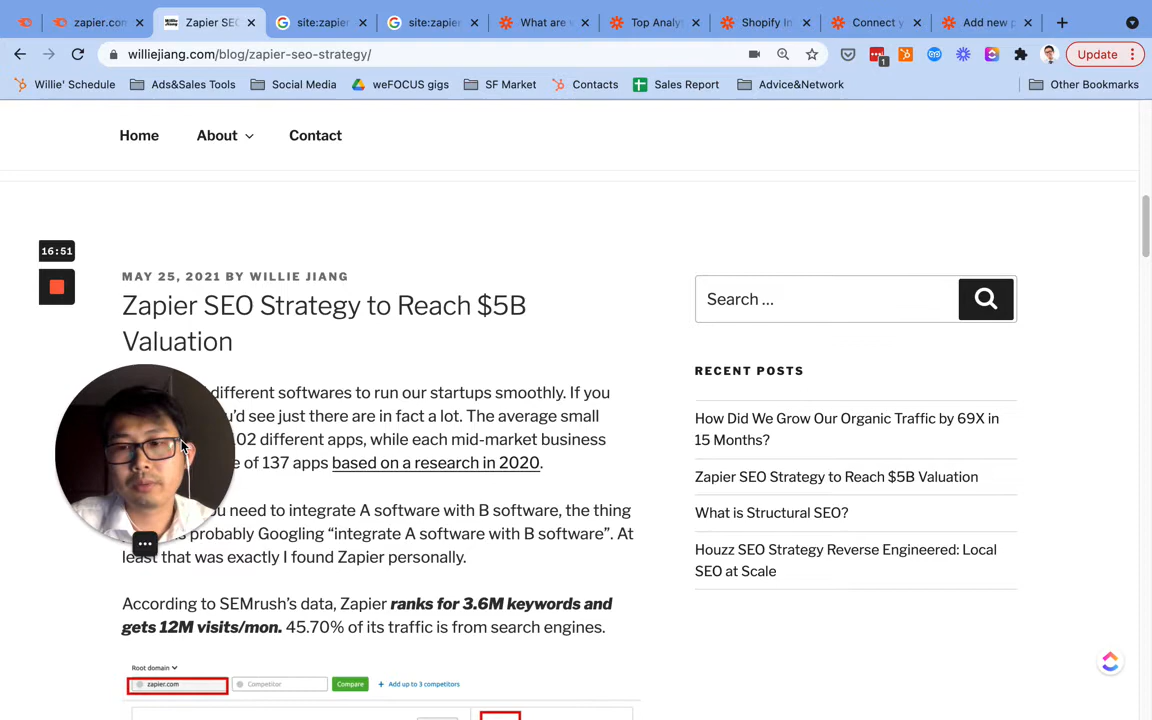 zapier.con
Zapier SEO
site:zapier
site:zapier
What are
Top Analy
Shopify In
Connect y
Add new p
williejiang.com/blog/zapier-seo-strategy/
1
Update
Willie' Schedule
Ads&Sales Tools
Social Media
weFOCUS gigs
SF Market
Contacts
Sales Report
Advice&Network
Other Bookmarks
Home
About
Contact
16:51
MAY 25, 2021 BY WILLIE JIANG
Zapier SEO Strategy to Reach $5B
Valuation
different softwares to run our startups smoothly. If you
'd see just there are in fact a lot. The average small
02 different apps, while each mid-market business
e of 137 apps based on a research in 2020.
u need to integrate A software with B software, the thing
s probably Googling “integrate A software with B software”. At
least that was exactly I found Zapier personally.
According to SEMrush’s data, Zapier ranks for 3.6M keywords and
gets 12M visits/mon. 45.70% of its traffic is from search engines.
Root domain
zapier.com
Competitor
Compare
+ Add up to 3 competitors
Search …
RECENT POSTS
How Did We Grow Our Organic Traffic by 69X in
15 Months?
Zapier SEO Strategy to Reach $5B Valuation
What is Structural SEO?
Houzz SEO Strategy Reverse Engineered: Local
SEO at Scale